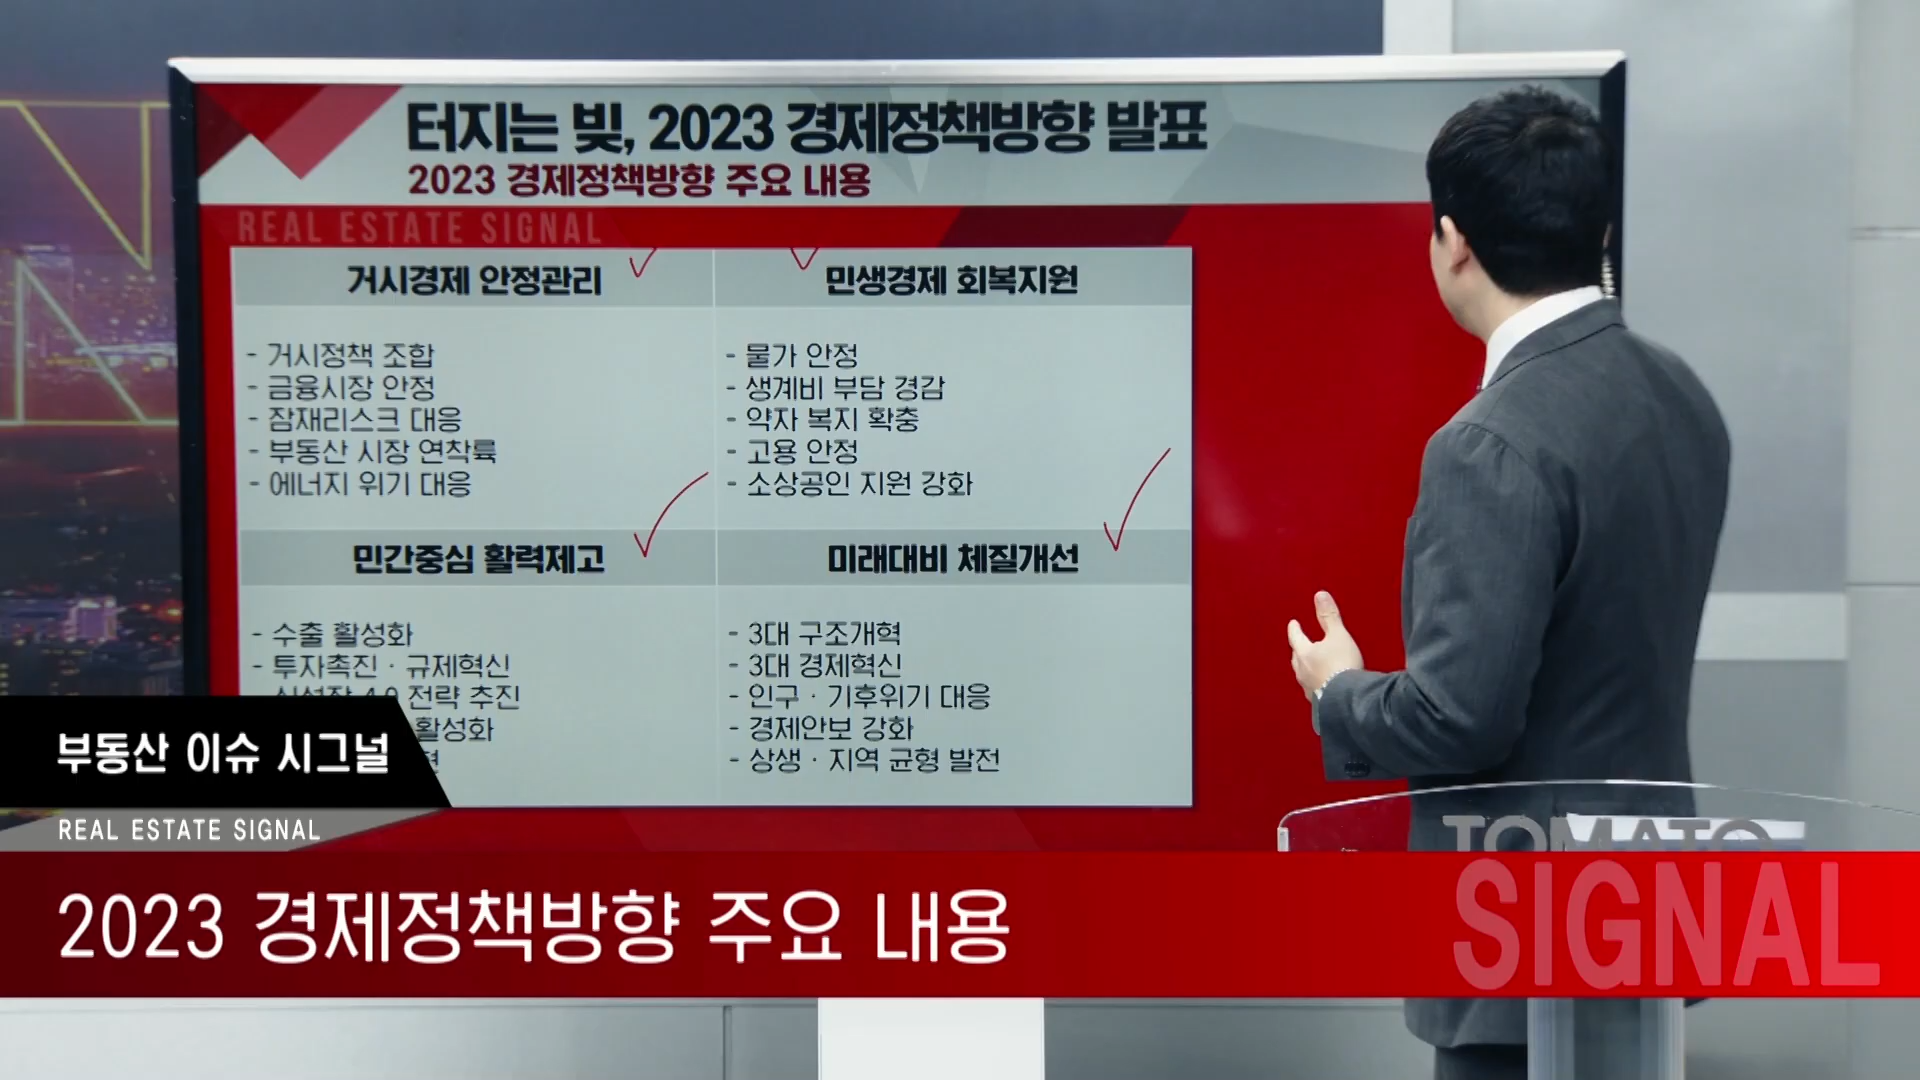 터지는 빚, 2023 경제정책방향 발표
2023 경제정책방향 주요 내용
REAL ESTATE SIGNAL
거시경제 안정관리
- 거시정책 조합
- 금융시장 안정
- 잠재리스크 대응
- 부동산 시장 연착륙
- 에너지 위기 대응
민생경제 회복지원
- 물가 안정
- 생계비 부담 경감
- 약자 복지 확충
- 고용 안정
- 소상공인 지원 강화
민간중심 활력제고
- 수출 활성화
- 투자촉진 · 규제혁신
전략 추진
활성화
미래대비 체질개선
- 3대 구조개혁
- 3대 경제혁신
- 인구 · 기후위기 대응
- 경제안보 강화
- 상생 · 지역 균형 발전
부동산 이슈 시그널
REAL ESTATE SIGNAL
TOMATO
2023 경제정책방향 주요 내용
SIGNAL